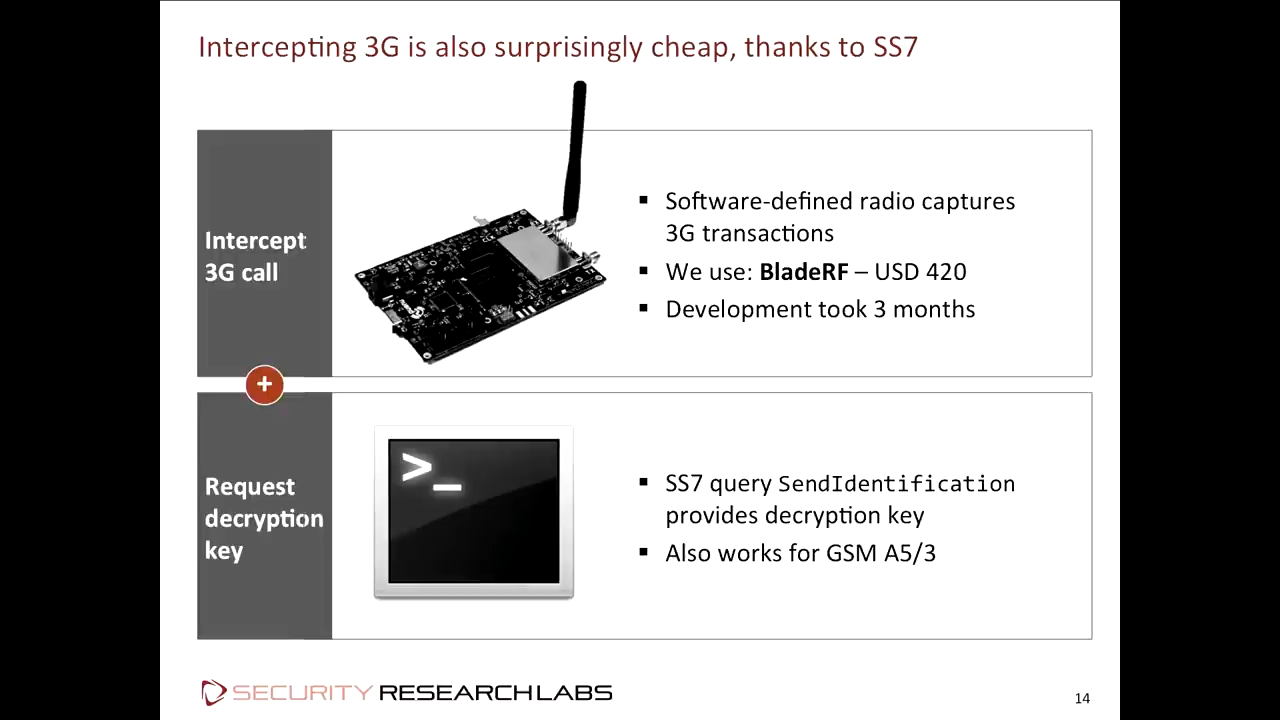 Intercepting 3G is also surprisingly cheap, thanks to SS7
Intercept
3G call
▪ Software-defined radio captures
3G transactions
▪ We use: BladeRF – USD 420
▪ Development took 3 months
+
Request
decryption
key
>_
▪ SS7 query SendIdentification
provides decryption key
▪ Also works for GSM A5/3
SECURITY RESEARCH LABS
14